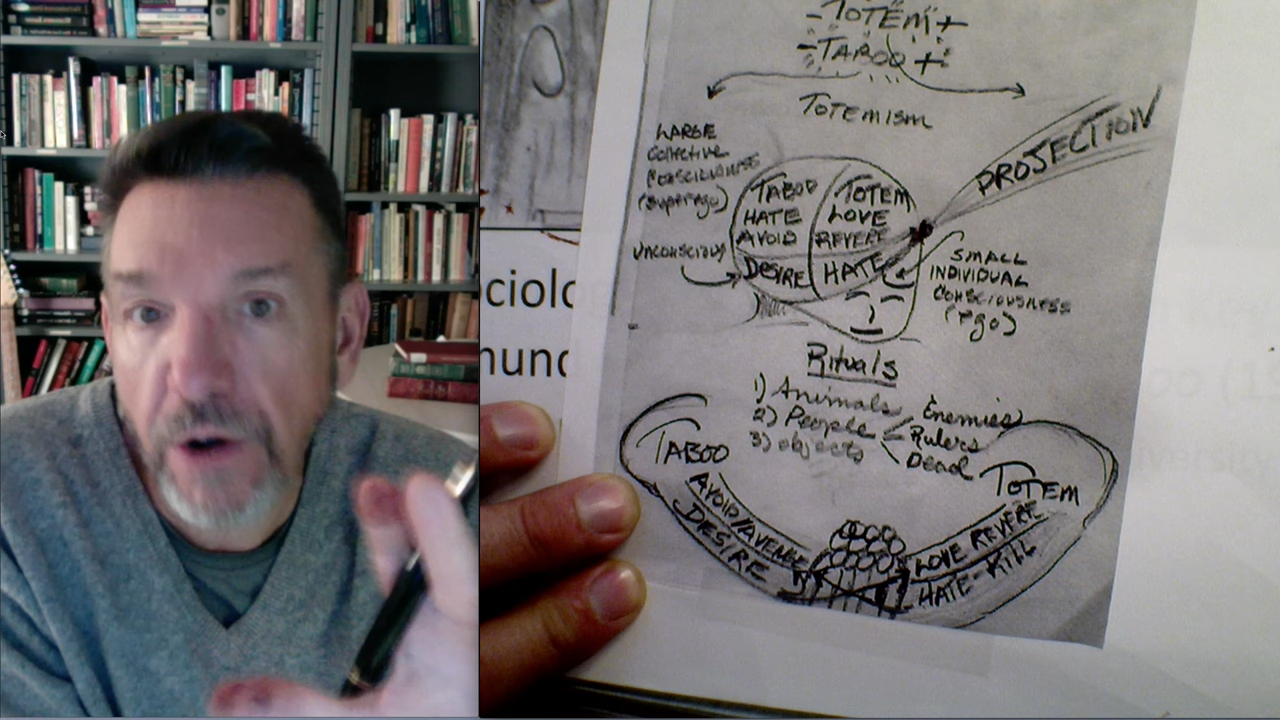 - TOTEM +
- TABOO +
TOTEMISM
LARGE
COLLECTIVE
CONSCIOUSNESS
(superego)
UNCONSCIOUS
TABOO
HATE
AVOID
DESIRE
TOTEM
LOVE
REVERE
HATE
PROJECTION
SMALL
INDIVIDUAL
CONSCIOUSNESS
(ego)
Rituals
1) Animals
2) People
3) objects
Enemies
Rulers
Dead
TABOO
AVOID/AVENGE
DESIRE
TOTEM
LOVE REVERE
HATE-KILL
ciolo
mund